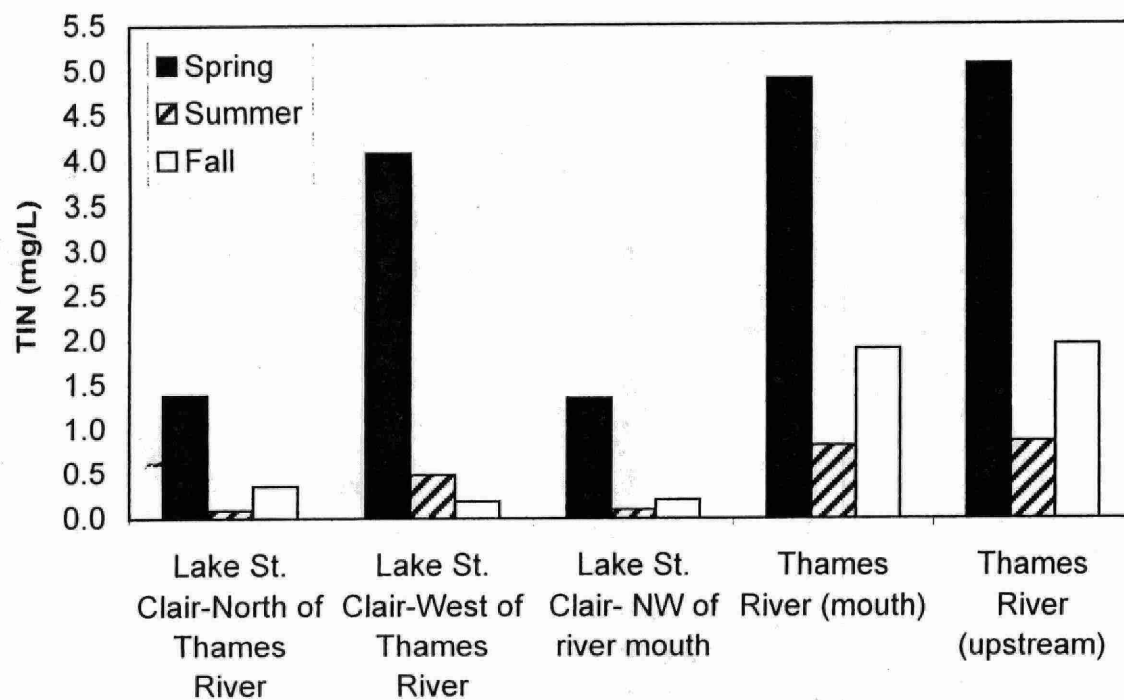 5.5
5.0
4.5
4.0
3.5
3.0
2.5
2.0
1.5
1.0
0.5
0.0
TIN (mg/L)
Spring
Summer
Fall
Lake St.
Clair-North of
Thames
River
Lake St.
Clair-West of
Thames
River
Lake St.
Clair- NW of
river mouth
Thames
River (mouth)
Thames
River
(upstream)